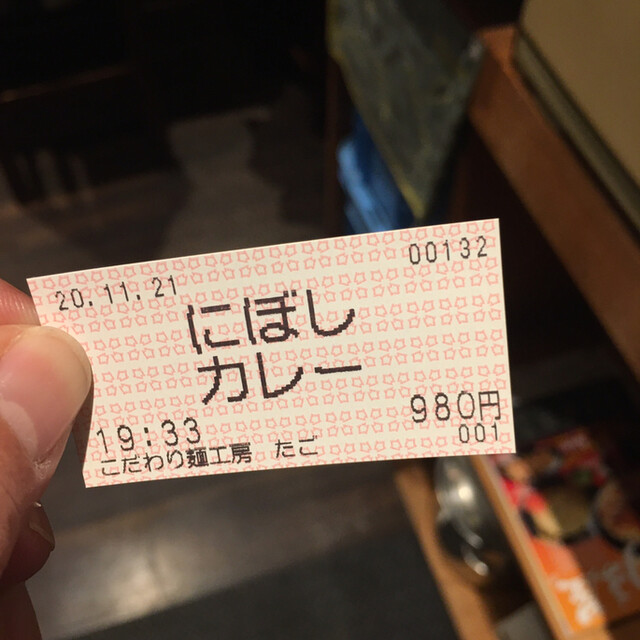 20.11.21
00132
にぼし
カレー
19:33
980円
001
こだわり麺工房 たご